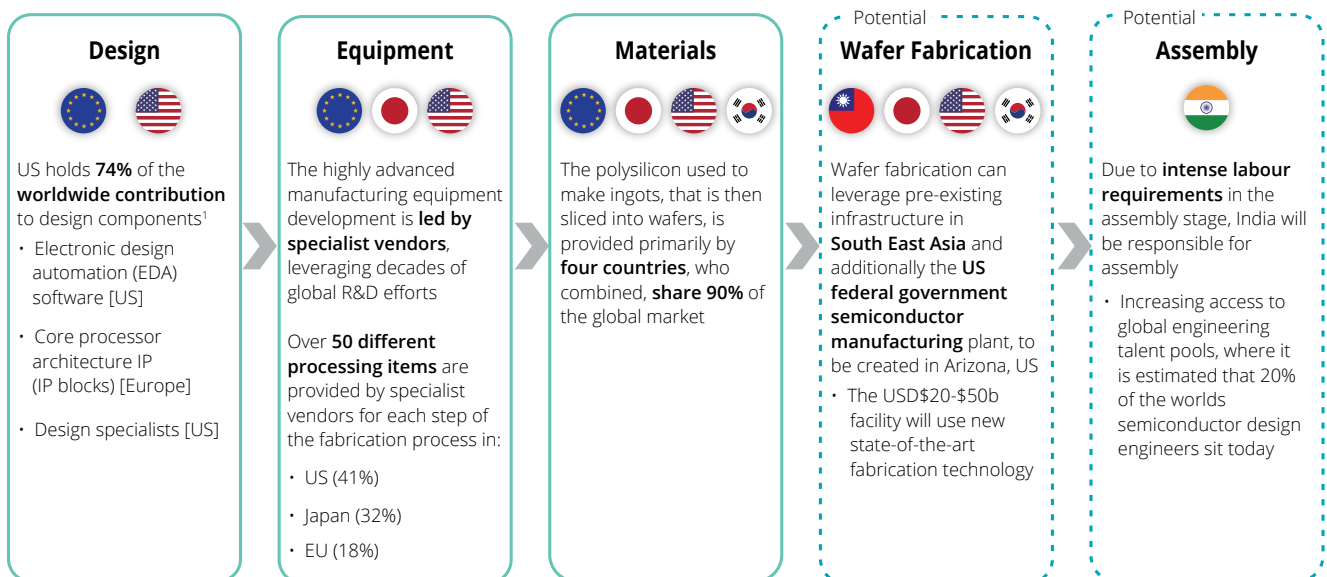 Design
US holds 74% of the
worldwide contribution
to design components¹
• Electronic design
automation (EDA)
software [US]
• Core processor
architecture IP
(IP blocks) [Europe]
• Design specialists [US]
Equipment
The highly advanced
manufacturing equipment
development is led by
specialist vendors,
leveraging decades of
global R&D efforts
Over 50 different
processing items are
provided by specialist
vendors for each step of
the fabrication process in:
• US (41%)
• Japan (32%)
• EU (18%)
Materials
The polysilicon used to
make ingots, that is then
sliced into wafers, is
provided primarily by
four countries, who
combined, share 90% of
the global market
Potential
Wafer Fabrication
Wafer fabrication can
leverage pre-existing
infrastructure in
South East Asia and
additionally the US
federal government
semiconductor
manufacturing plant, to
be created in Arizona, US
• The USD$20-$50b
facility will use new
state-of-the-art
fabrication technology
Potential
Assembly
Due to intense labour
requirements in the
assembly stage, India will
be responsible for
assembly
• Increasing access to
global engineering
talent pools, where it
is estimated that 20%
of the worlds
semiconductor design
engineers sit today